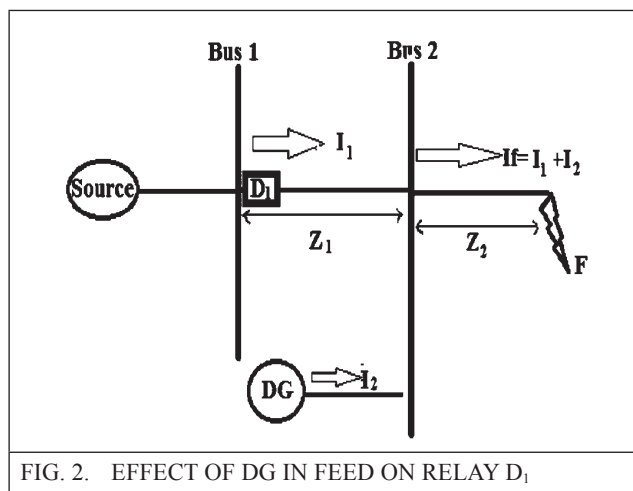 Bus 1
Bus 2
I₁
If= I₁ +I₂
Source
D₁
Z₁
Z₂
F
DG
I₂
FIG. 2. EFFECT OF DG IN FEED ON RELAY D₁